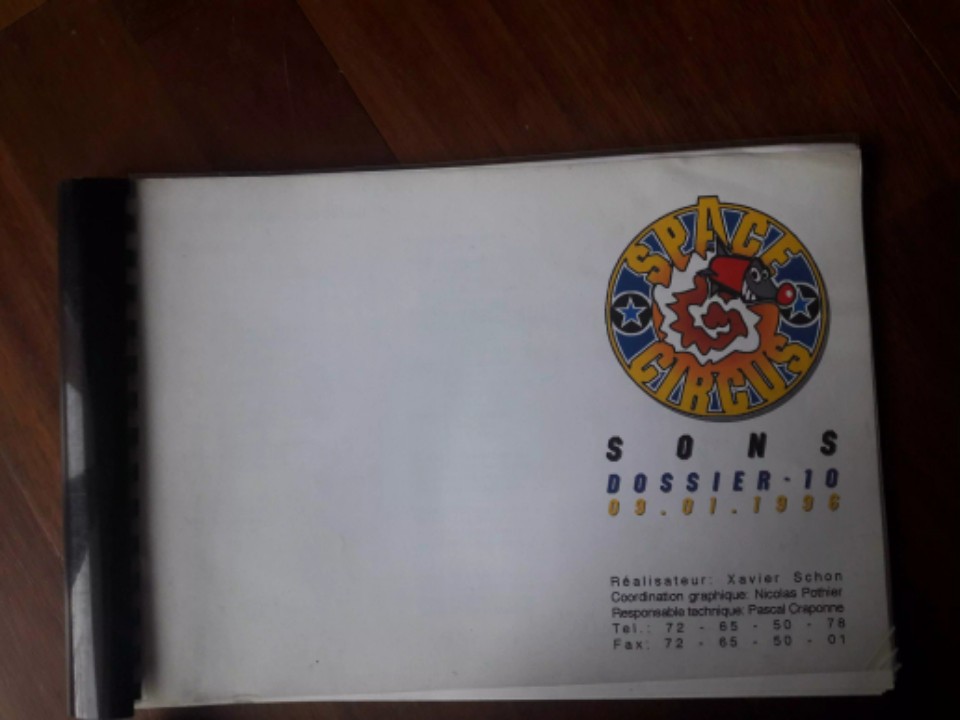 SPACE
CIRCUS
SONS
DOSSIER-10
09.01.1996
Réalisateur: Xavier Schon
Coordination graphique: Nicolas Pothier
Responsable technique: Pascal Craponne
Tel.: 72 - 65 - 50 - 78
Fax: 72 - 65 - 50 - 01